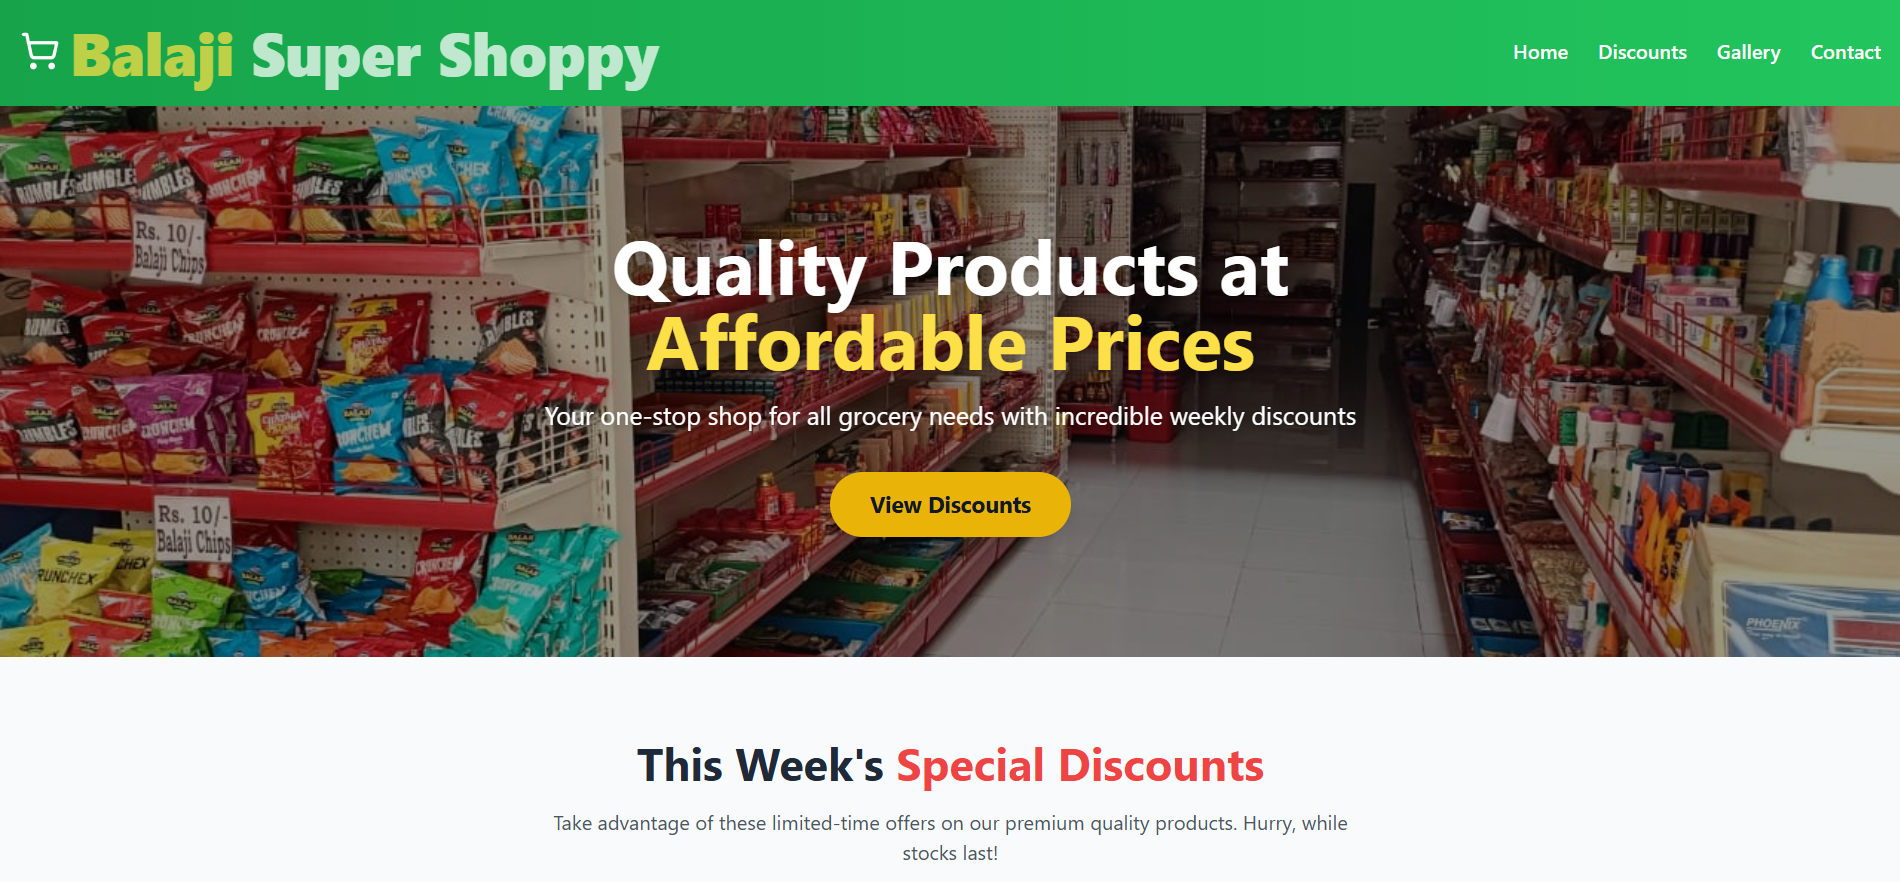 Balaji Super Shoppy
Home Discounts Gallery Contact
Rs. 10/-
Balaji Chips
Quality Products at
Affordable Prices
Your one-stop shop for all grocery needs with incredible weekly discounts
View Discounts
Rs. 10/-
Balaji Chips
PHOENIX
This Week's Special Discounts
Take advantage of these limited-time offers on our premium quality products. Hurry, while
stocks last!